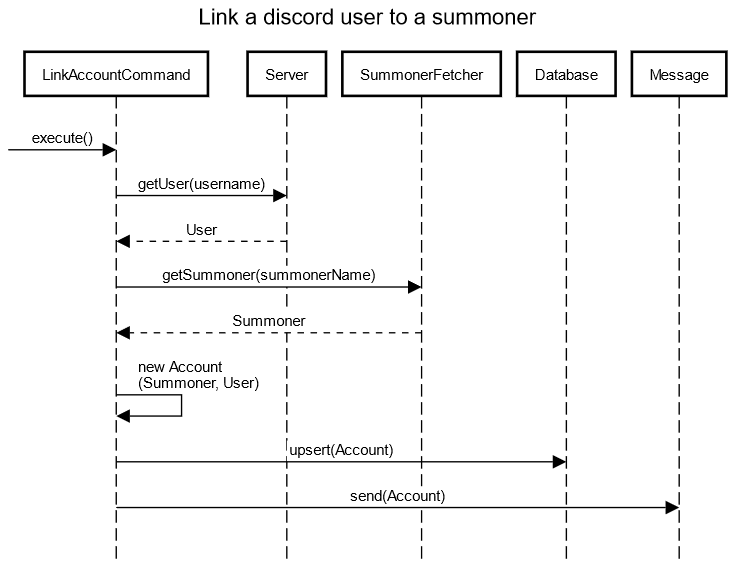 Link a discord user to a summoner
LinkAccountCommand
Server
SummonerFetcher
Database
Message
execute()
getUser(username)
User
getSummoner(summonerName)
Summoner
new Account
(Summoner, User)
upsert(Account)
send(Account)